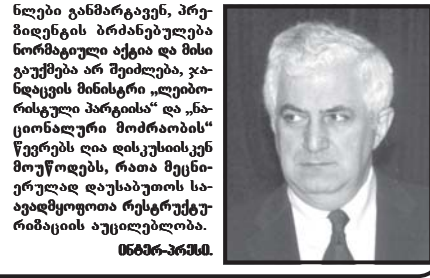 ნლები განმარტავენ, პრე-
ზიდენტის ბრძანებულება
ნორმატიული აქტია და მისი
გაუქმება არ შეიძლება, ჯა-
ნდაცვის მინისტრი „ლეიბო-
რისტული პარტიისა“ და „ნა-
ციონალური მოძრაობის“
წევრებს ღია დისკუსიისკენ
მოუწოდებს, რათა მეცნი-
ერულად დაუსაბუთოს სა-
ავადმყოფოთა რესტრუქტუ-
რიზაციის აუცილებლობა.
ინტერ-პრესი.